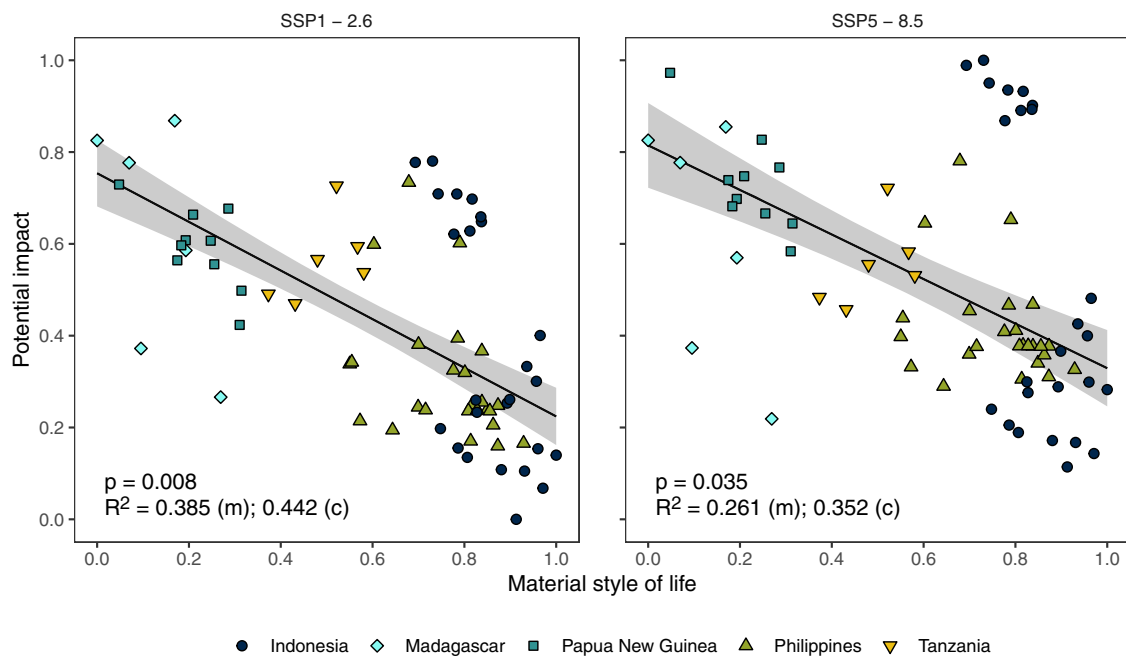 SSP1 – 2.6
SSP5 – 8.5
Potential impact
1.0
0.8
0.6
0.4
0.2
0.0
p = 0.008
R² = 0.385 (m); 0.442 (c)
p = 0.035
R² = 0.261 (m); 0.352 (c)
0.0 0.2 0.4 0.6 0.8 1.0
0.0 0.2 0.4 0.6 0.8 1.0
Material style of life
Indonesia Madagascar Papua New Guinea Philippines Tanzania